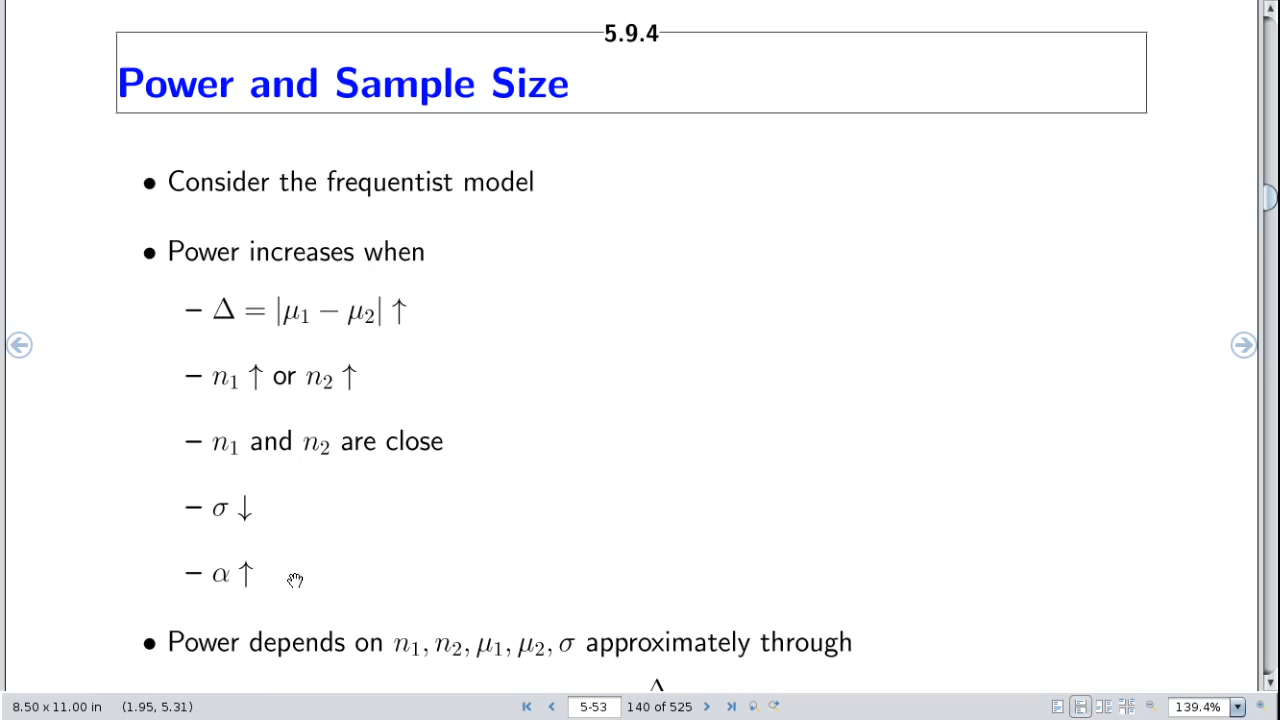 5.9.4
Power and Sample Size
• Consider the frequentist model
• Power increases when
– Δ = |μ₁ − μ₂| ↑
– n₁ ↑ or n₂ ↑
– n₁ and n₂ are close
– σ ↓
– α ↑
• Power depends on n₁, n₂, μ₁, μ₂, σ approximately through
Δ
8.50 x 11.00 in (1.95, 5.31) 5-53 140 of 525 139.4%